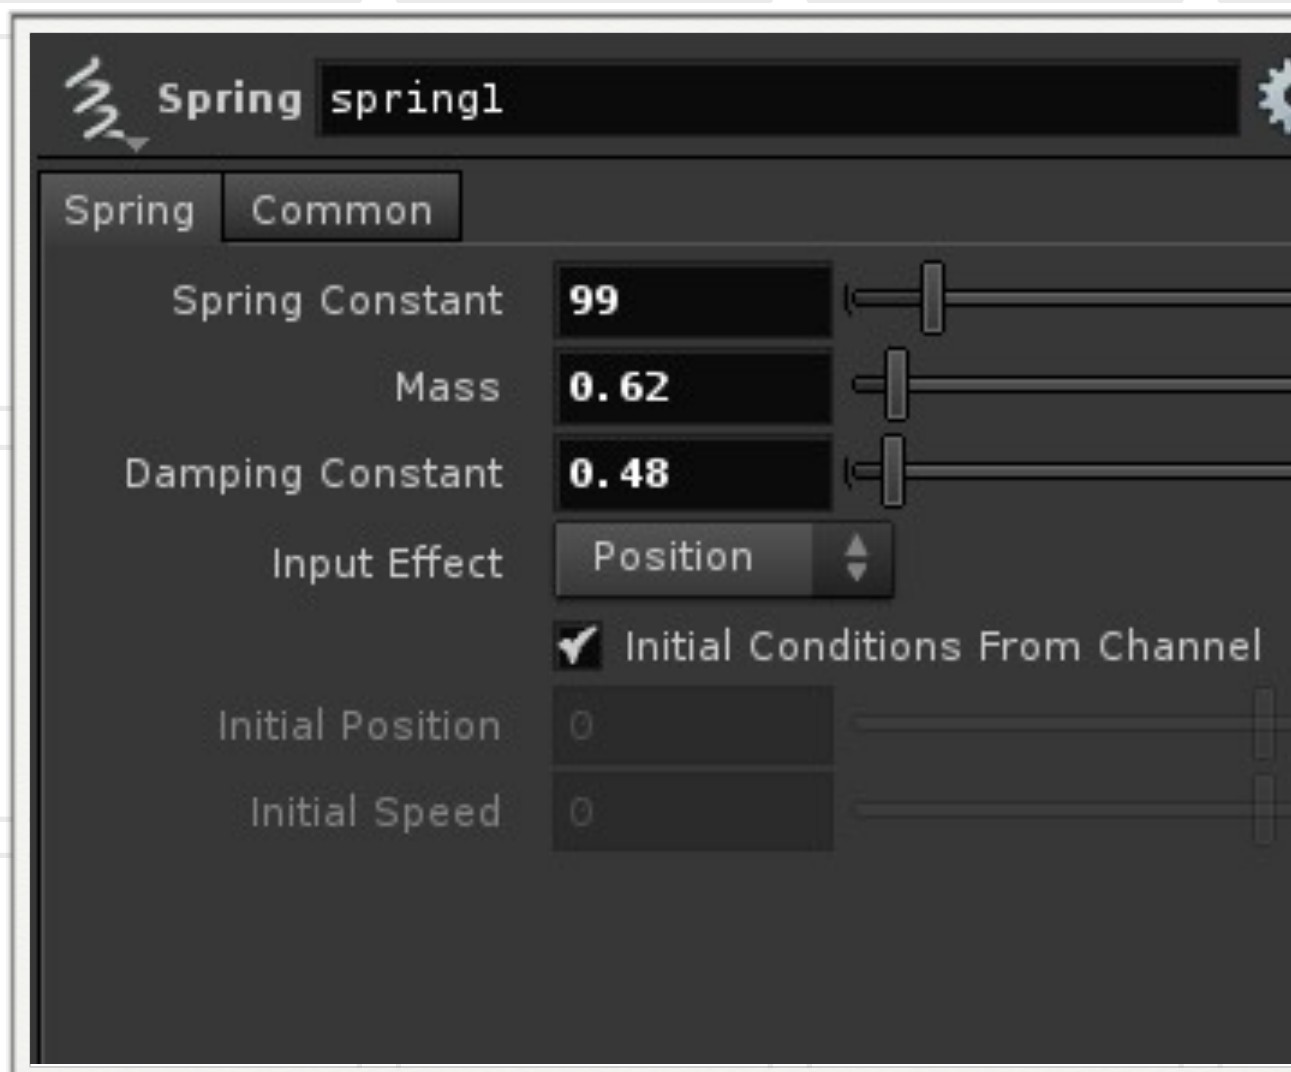 Spring spring1
Spring Common
Spring Constant 99
Mass 0.62
Damping Constant 0.48
Input Effect Position
Initial Conditions From Channel
Initial Position 0
Initial Speed 0